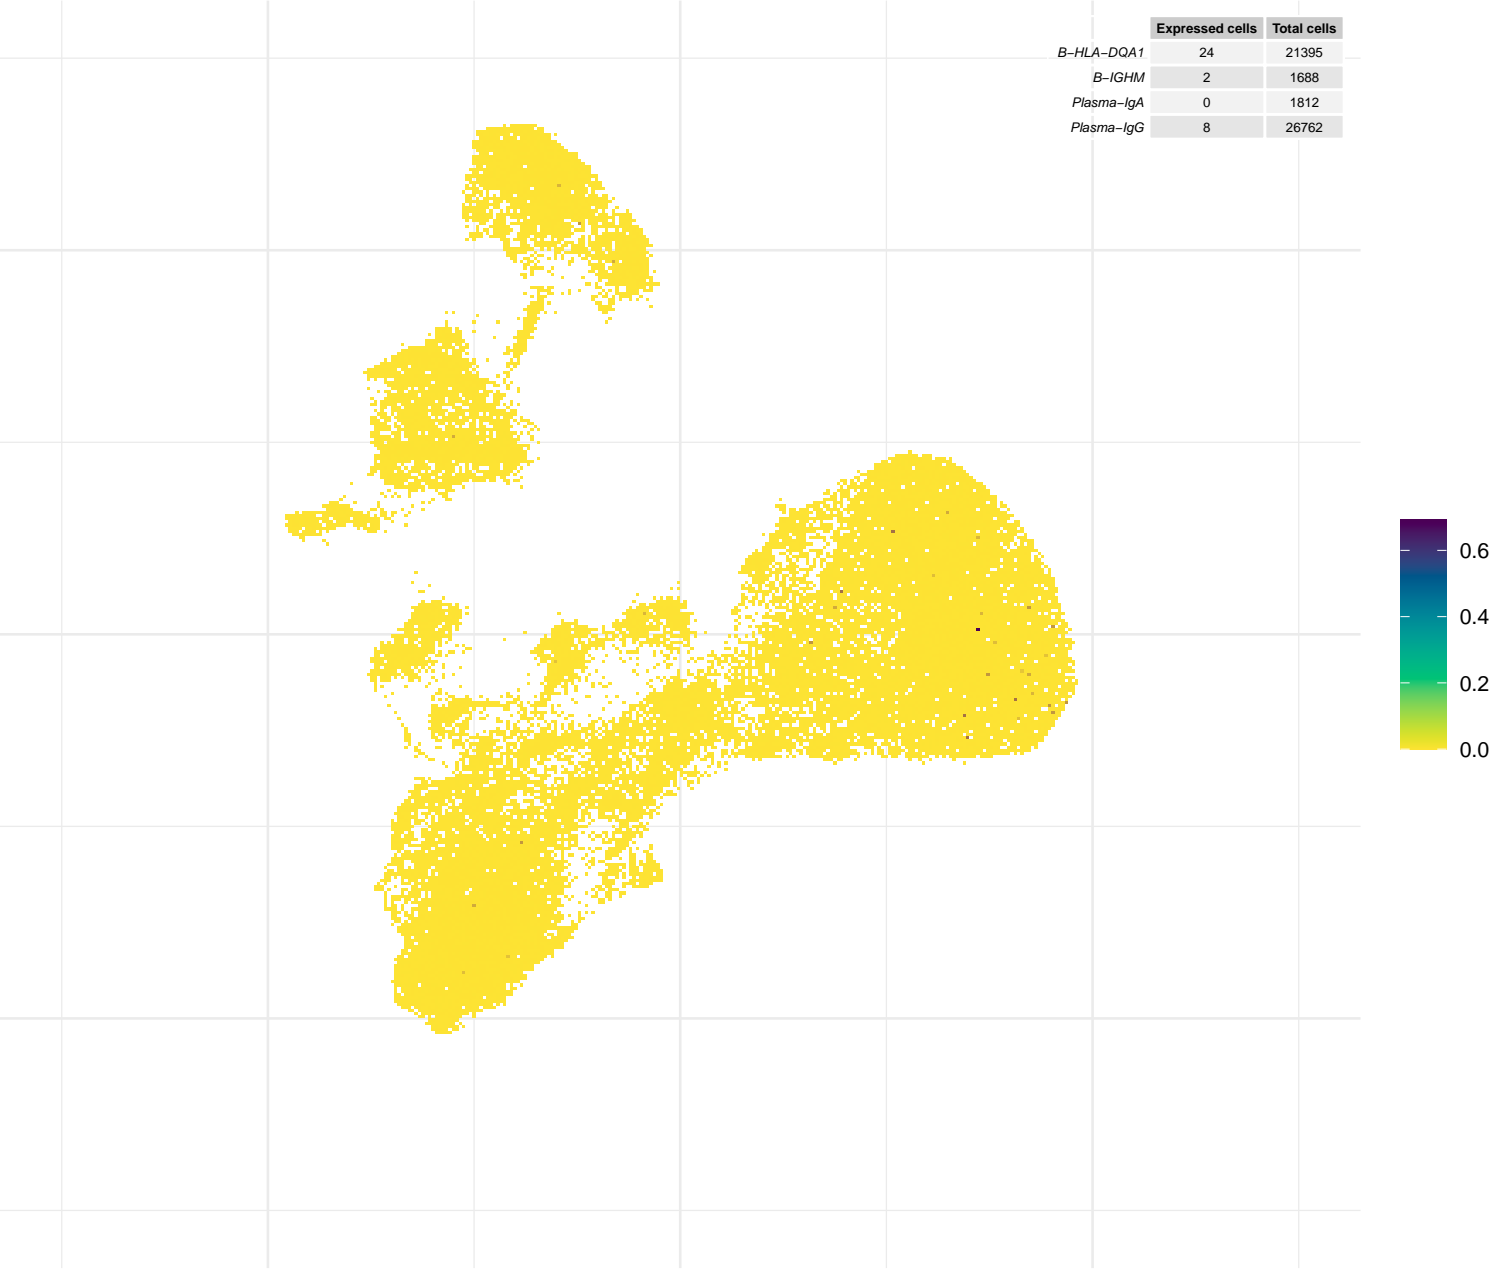 Expressed cells Total cells
B−HLA−DQA1 24 21395
B−IGHM 2 1688
Plasma−IgA 0 1812
Plasma−IgG 8 26762
0.6
0.4
0.2
0.0